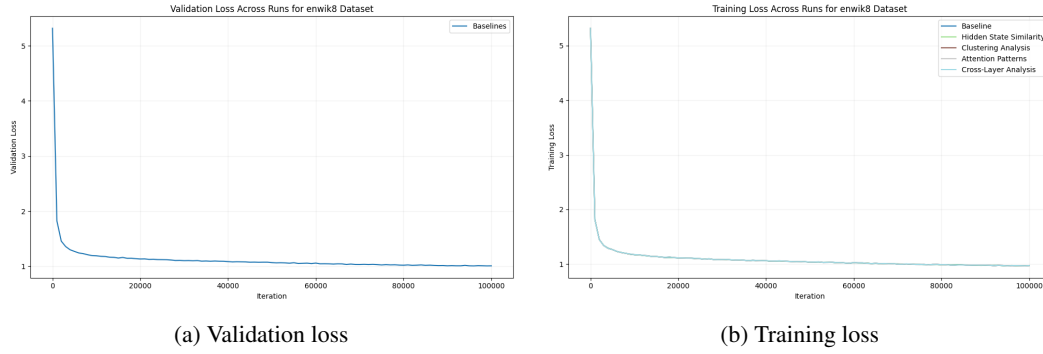 Validation Loss Across Runs for enwik8 Dataset
Baselines
5
4
3
2
1
Validation Loss
0
20000
40000
60000
80000
100000
Iteration
(a) Validation loss
Training Loss Across Runs for enwik8 Dataset
Baseline
Hidden State Similarity
Clustering Analysis
Attention Patterns
Cross-Layer Analysis
5
4
3
2
1
Training Loss
0
20000
40000
60000
80000
100000
Iteration
(b) Training loss